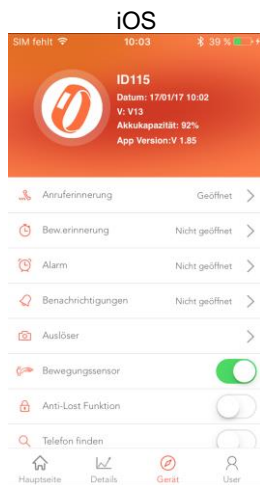 iOS
SIM fehlt 10:03 39 %
ID115
Datum: 17/01/17 10:02
V: V13
Akkukapazität: 92%
App Version:V 1.85
Anruferinnerung Geöffnet
Bew.erinnerung Nicht geöffnet
Alarm Nicht geöffnet
Benachrichtigungen Nicht geöffnet
Auslöser
Bewegungssensor
Anti-Lost Funktion
Telefon finden
Hauptseite Details Gerät User